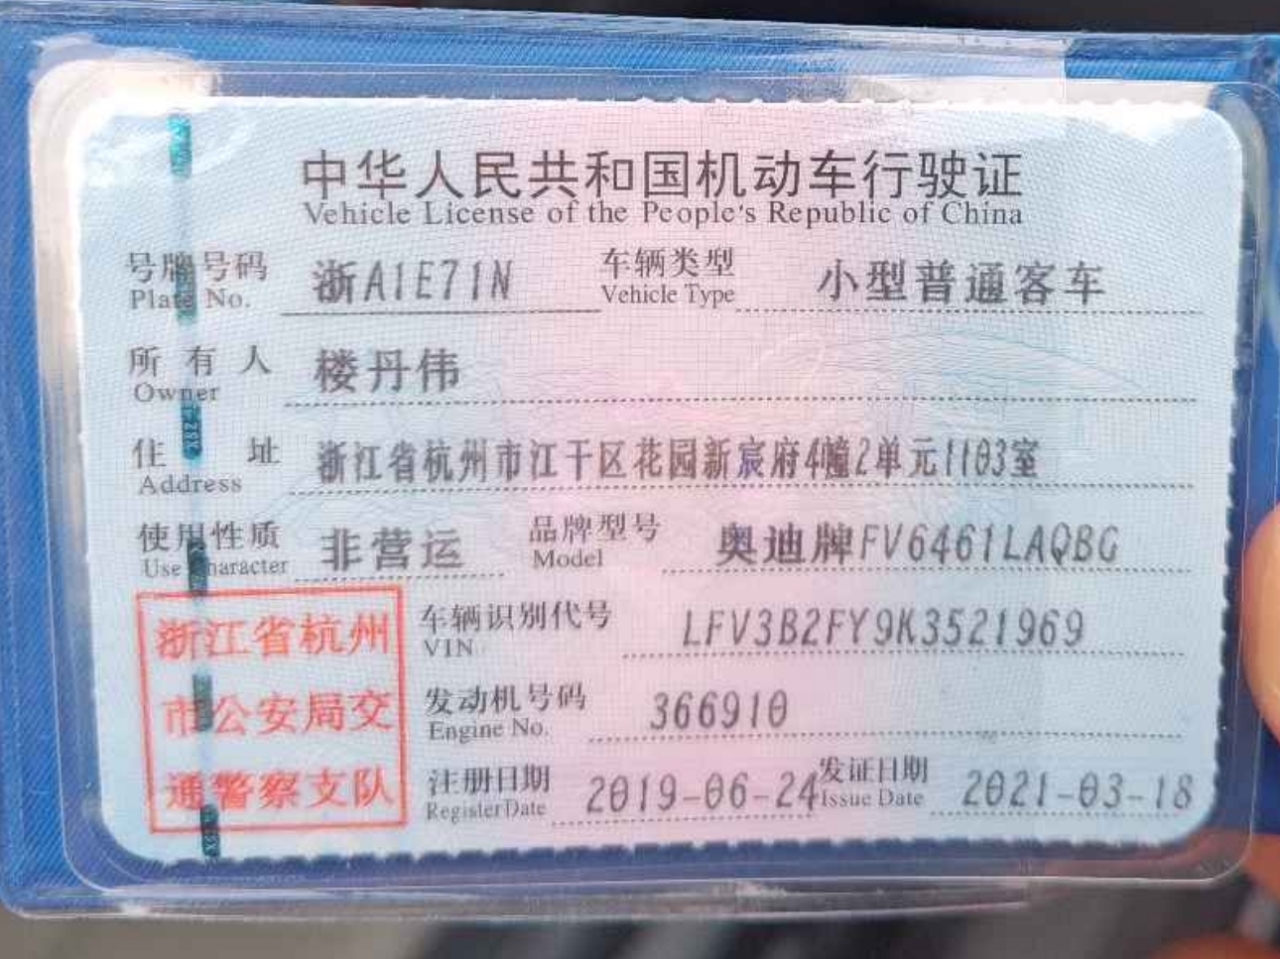 中华人民共和国机动车行驶证
Vehicle License of the People's Republic of China
号牌号码 浙A1E71N 车辆类型 小型普通客车
Plate No. Vehicle Type
所有人 楼丹伟
Owner
住址 浙江省杭州市江干区花园新宸府4幢2单元1103室
Address
使用性质 非营运 品牌型号 奥迪牌FV6461LAQBG
Use Character Model
浙江省杭州
市公安局交
通警察支队
车辆识别代号 LFV3B2FY9K3521969
VIN
发动机号码 366910
Engine No.
注册日期 2019-06-24 发证日期 2021-03-18
Register Date Issue Date